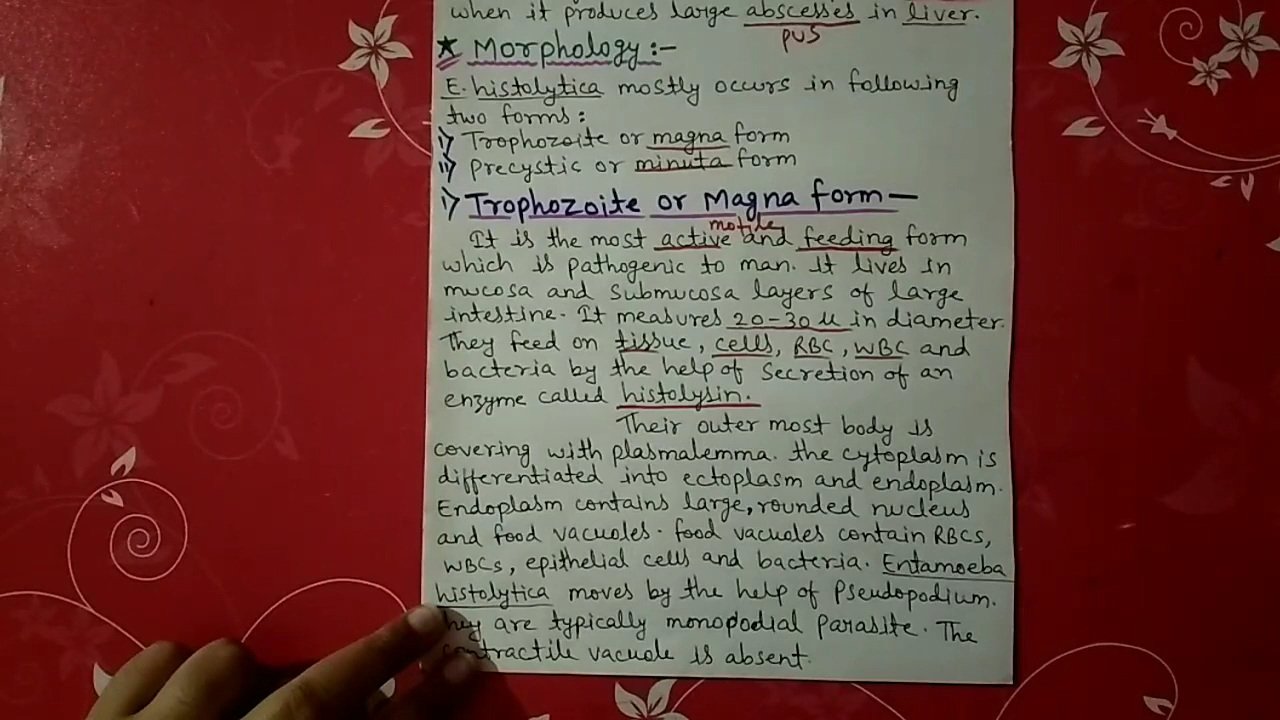 when it produces large abscesses in liver.
pus
★ Morphology:-
E. histolytica mostly occurs in following
two forms:
i) Trophozoite or magna form
ii) Precystic or minuta form
i) Trophozoite or Magna form—
motile
It is the most active and feeding form
which is pathogenic to man. It lives in
mucosa and submucosa layers of large
intestine. It measures 20-30 µ in diameter.
They feed on tissue, cells, RBC, WBC and
bacteria by the help of secretion of an
enzyme called histolysin.
Their outer most body is
covering with plasmalemma. the cytoplasm is
differentiated into ectoplasm and endoplasm.
Endoplasm contains large, rounded nucleus
and food vacuoles. food vacuoles contain RBCs,
WBCs, epithelial cells and bacteria. Entamoeba
histolytica moves by the help of Pseudopodium.
They are typically monopodial parasite. The
contractile vacuole is absent.